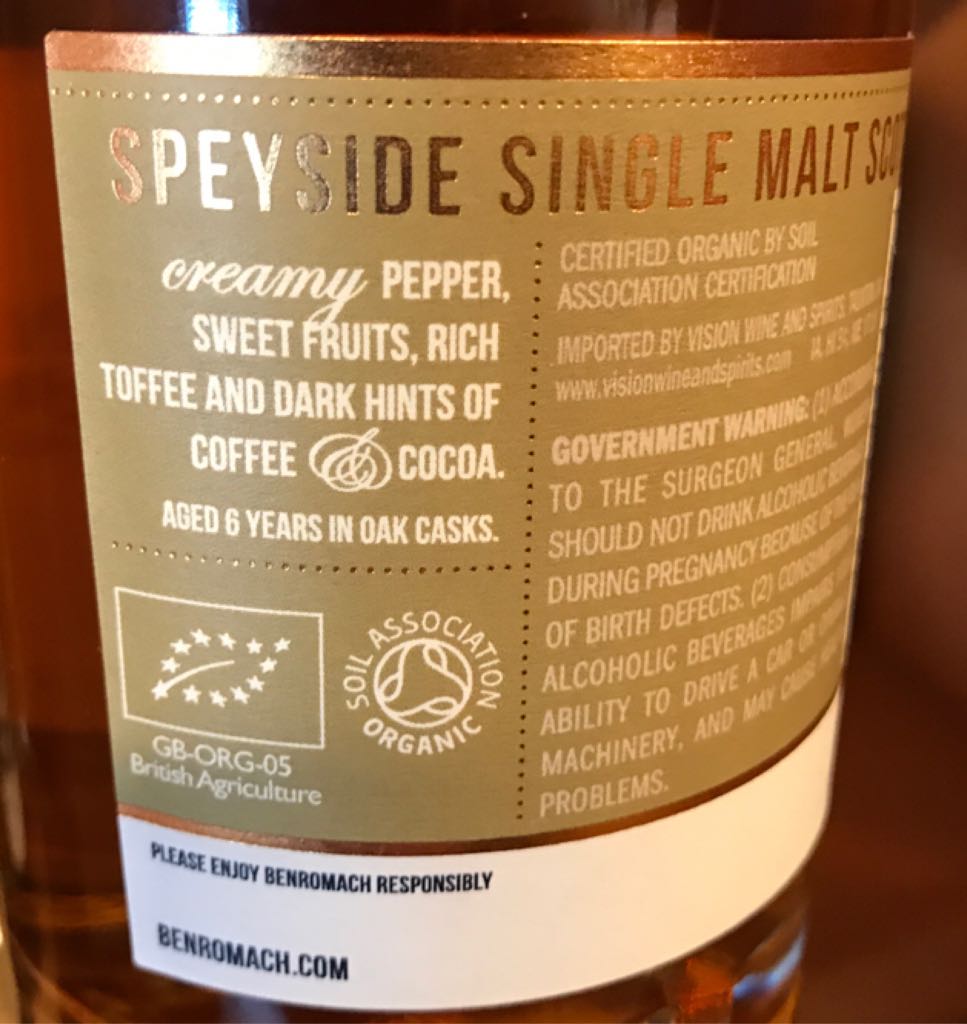 SPEYSIDE SINGLE MALT
creamy PEPPER,
SWEET FRUITS, RICH
TOFFEE AND DARK HINTS OF
COFFEE & COCOA.
AGED 6 YEARS IN OAK CASKS.
GB-ORG-05
British Agriculture
SOIL ASSOCIATION
ORGANIC
CERTIFIED ORGANIC BY SOIL
ASSOCIATION CERTIFICATION
IMPORTED BY VISION WINE AND SPIRITS,
www.visionwineandspirits.com
GOVERNMENT WARNING: (1)
TO THE SURGEON GENERAL,
SHOULD NOT DRINK ALCOHOLIC
DURING PREGNANCY BECAUSE OF
OF BIRTH DEFECTS. (2)
ALCOHOLIC BEVERAGES
ABILITY TO DRIVE A CAR OR
MACHINERY, AND MAY CAUSE
PROBLEMS.
PLEASE ENJOY BENROMACH RESPONSIBLY
BENROMACH.COM